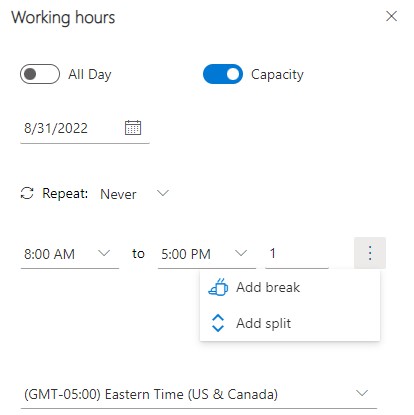 Working hours
All Day Capacity
8/31/2022
Repeat: Never
8:00 AM to 5:00 PM 1
Add break
Add split
(GMT-05:00) Eastern Time (US & Canada)